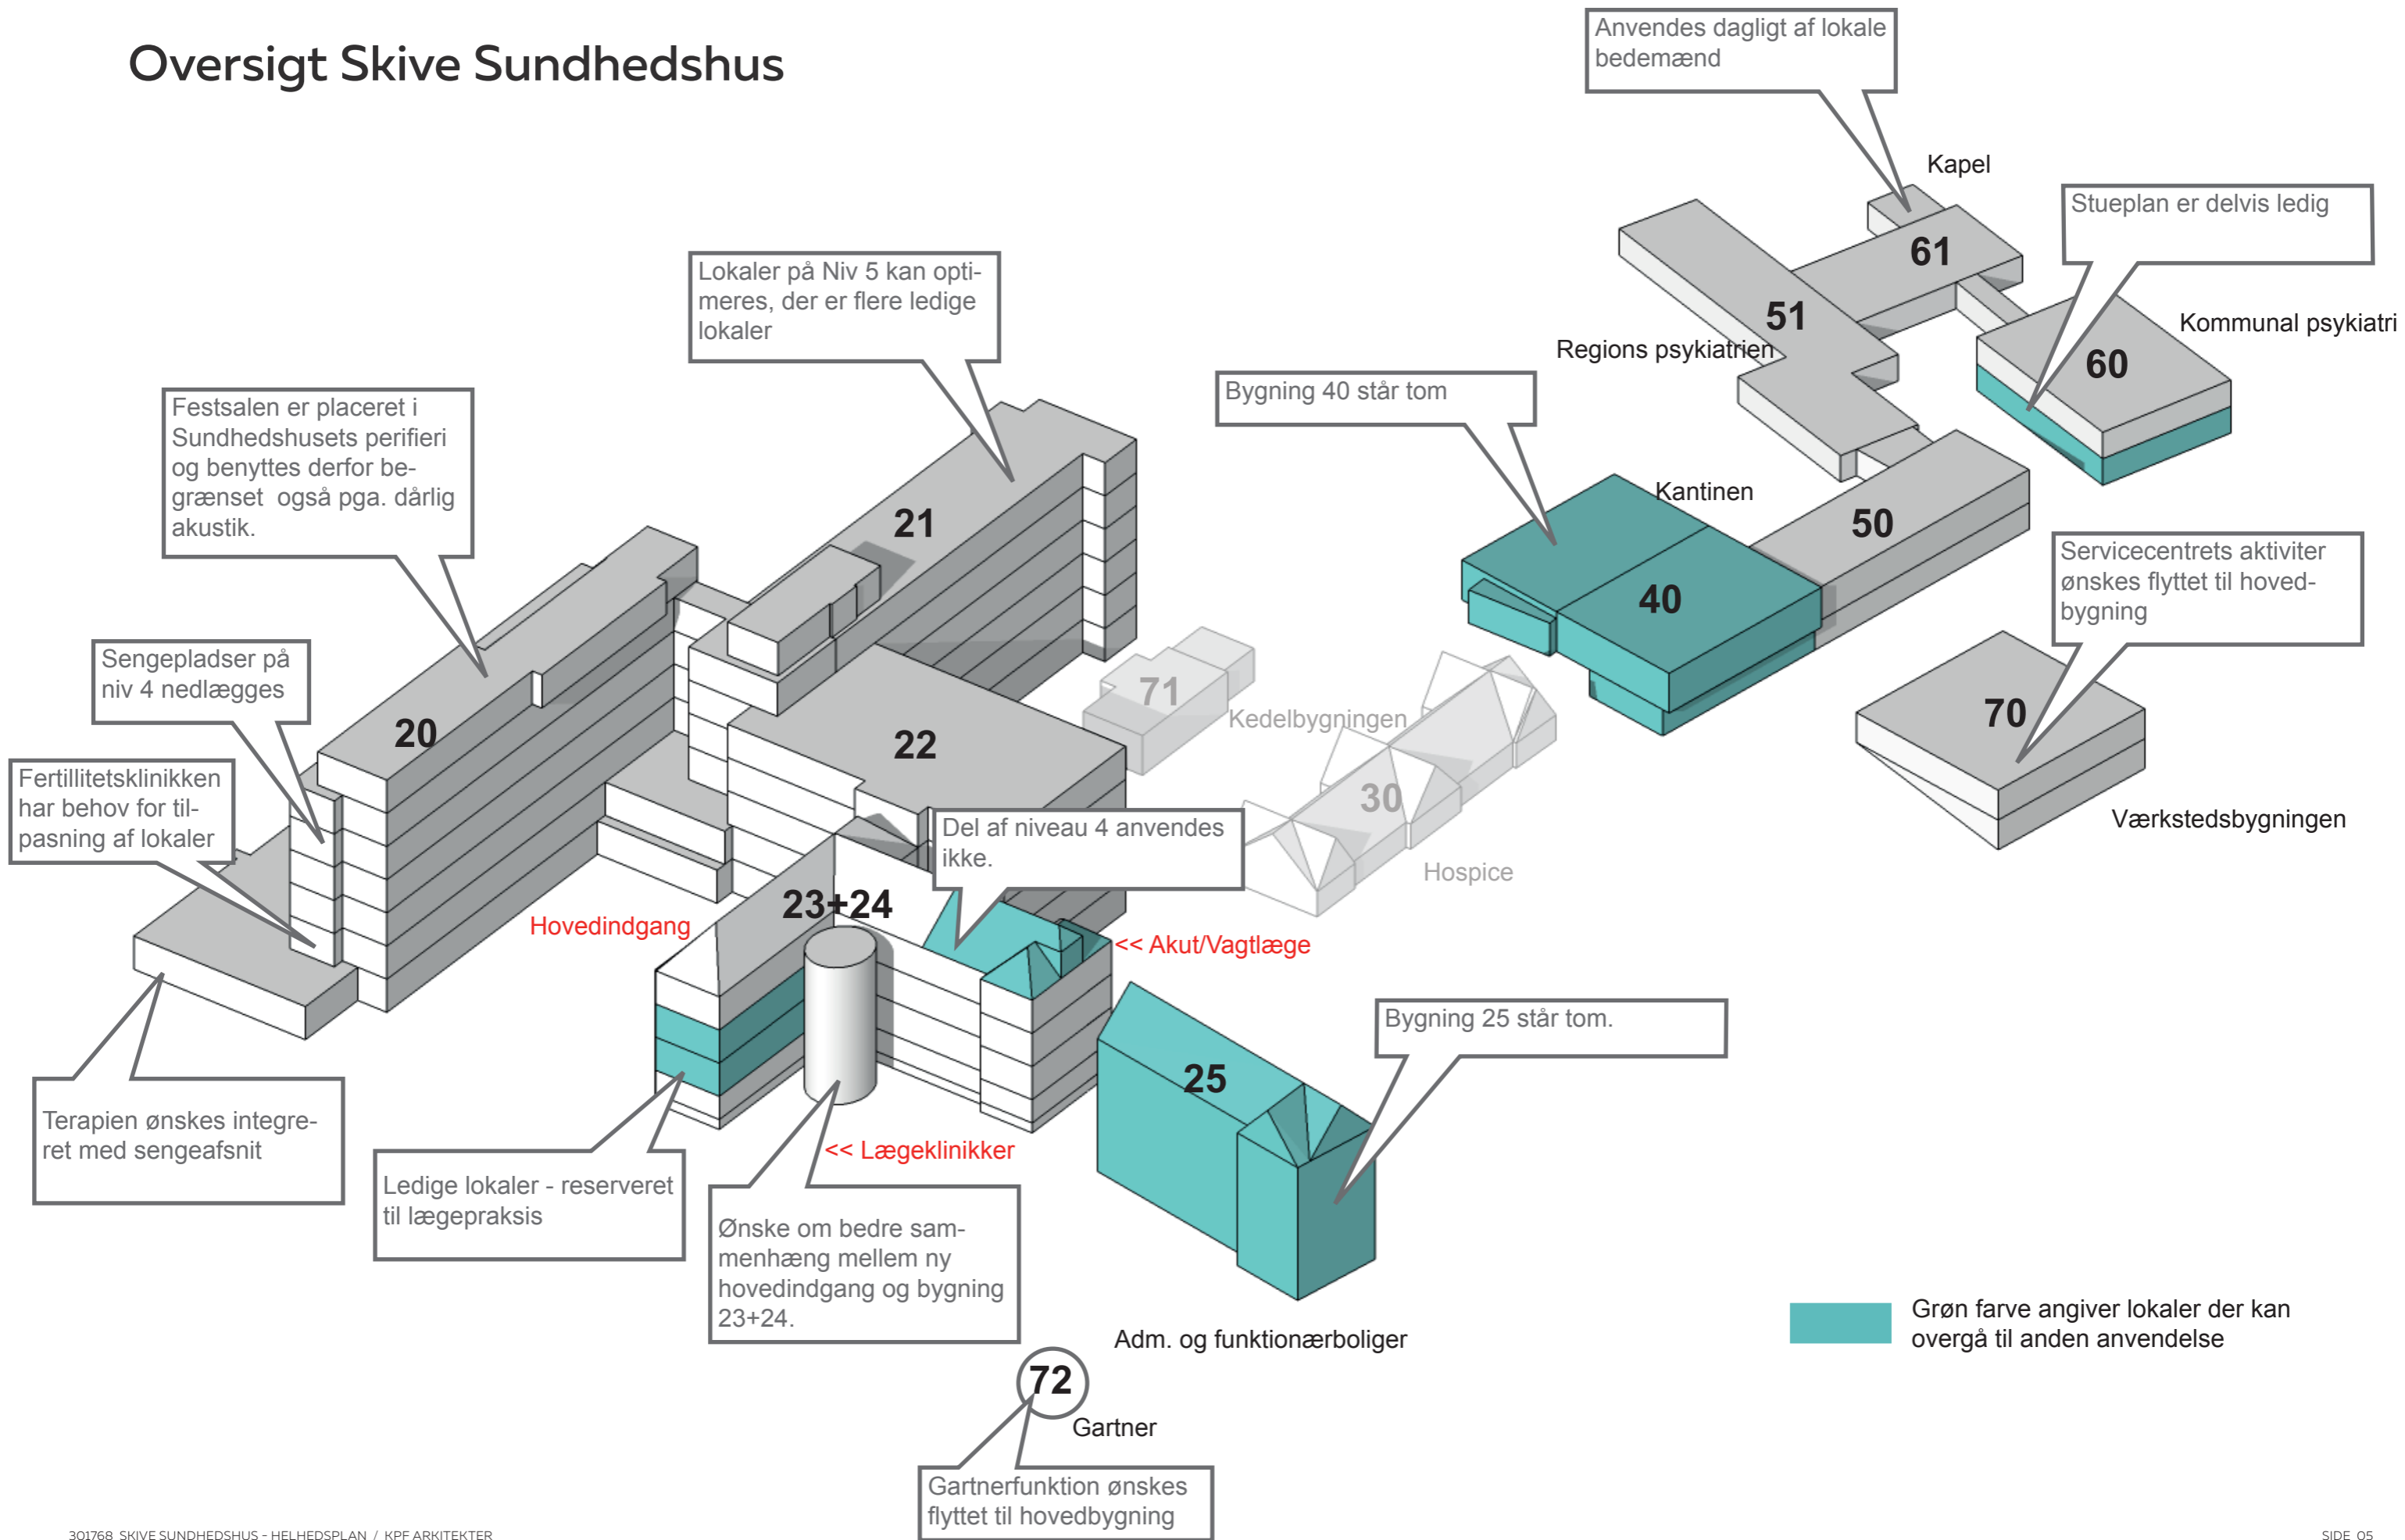 Oversigt Skive Sundhedshus
Anvendes dagligt af lokale
bedemænd
Kapel
Stueplan er delvis ledig
61
Lokaler på Niv 5 kan opti-
meres, der er flere ledige
lokaler
51
Kommunal psykiatri
Regions psykiatrien
60
Bygning 40 står tom
Festsalen er placeret i
Sundhedshusets perifieri
og benyttes derfor be-
grænset også pga. dårlig
akustik.
Kantinen
21
50
Servicecentrets aktiviter
ønskes flyttet til hoved-
bygning
40
Sengepladser på
niv 4 nedlægges
71
Kedelbygningen
70
20
22
Fertillitetsklinikken
har behov for til-
pasning af lokaler
30
Værkstedsbygningen
Del af niveau 4 anvendes
ikke.
Hospice
23+24
Hovedindgang
<< Akut/Vagtlæge
Bygning 25 står tom.
25
Terapien ønskes integre-
ret med sengeafsnit
<< Lægeklinikker
Ledige lokaler - reserveret
til lægepraksis
Ønske om bedre sam-
menhæng mellem ny
hovedindgang og bygning
23+24.
Grøn farve angiver lokaler der kan
overgå til anden anvendelse
Adm. og funktionærboliger
72
Gartner
Gartnerfunktion ønskes
flyttet til hovedbygning
301768 SKIVE SUNDHEDSHUS - HELHEDSPLAN / KPF ARKITEKTER
SIDE 05